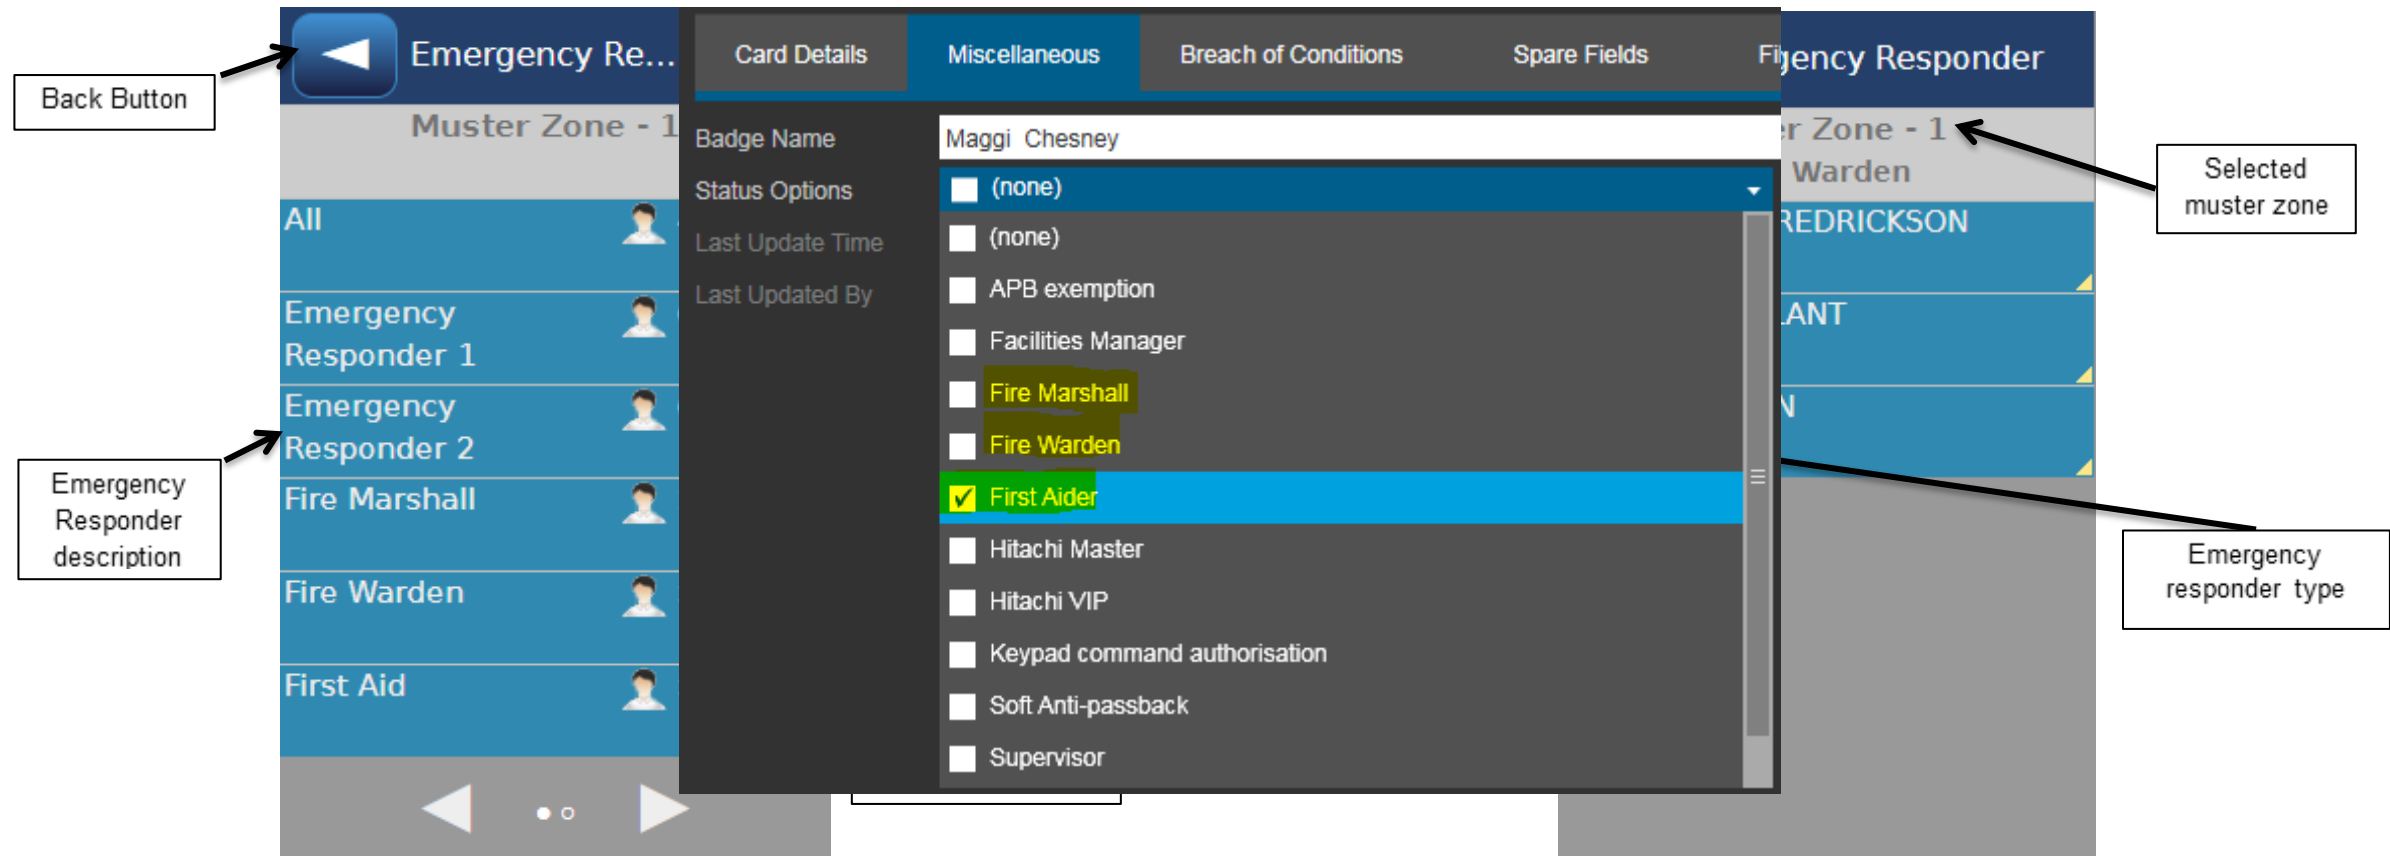 Back Button
Emergency Re...
Muster Zone - 1
All
Emergency
Responder 1
Emergency
Responder 2
Fire Marshall
Fire Warden
First Aid
Emergency
Responder
description
Card Details
Miscellaneous
Breach of Conditions
Spare Fields
Fi
Badge Name
Maggi Chesney
Status Options
(none)
Last Update Time
Last Updated By
(none)
APB exemption
Facilities Manager
Fire Marshall
Fire Warden
First Aider
Hitachi Master
Hitachi VIP
Keypad command authorisation
Soft Anti-passback
Supervisor
gency Responder
r Zone - 1
Warden
REDRICKSON
LANT
N
Selected
muster zone
Emergency
responder type